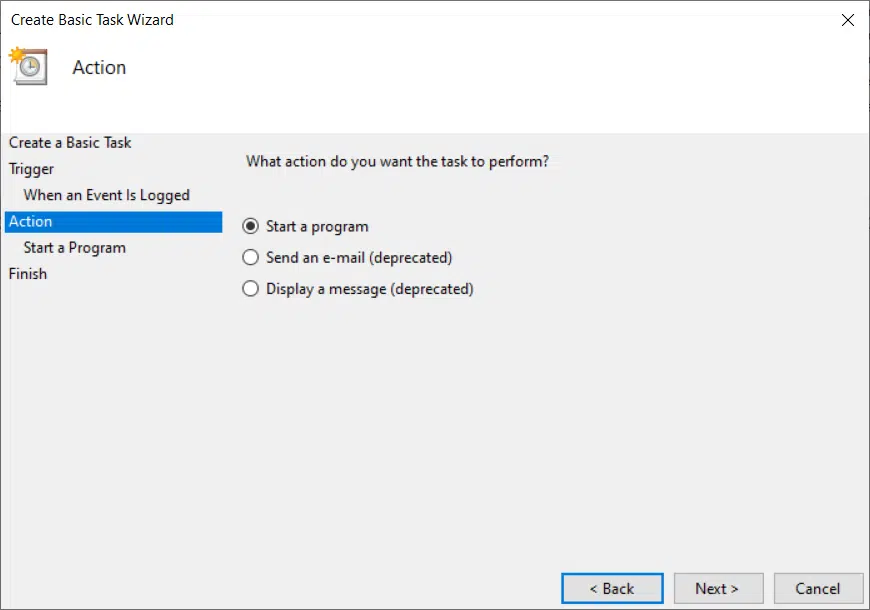 Create Basic Task Wizard
Action
Create a Basic Task
Trigger
When an Event Is Logged
Action
Start a Program
Finish
What action do you want the task to perform?
Start a program
Send an e-mail (deprecated)
Display a message (deprecated)
< Back
Next >
Cancel